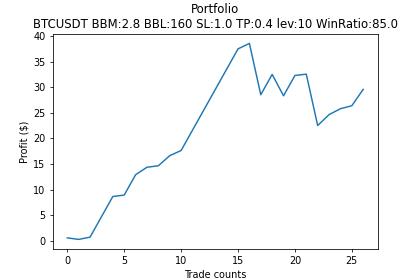 Portfolio
BTCUSDT BBM:2.8 BBL:160 SL:1.0 TP:0.4 lev:10 WinRatio:85.0
40
35
30
25
20
15
10
5
0
Profit ($)
0 5 10 15 20 25
Trade counts